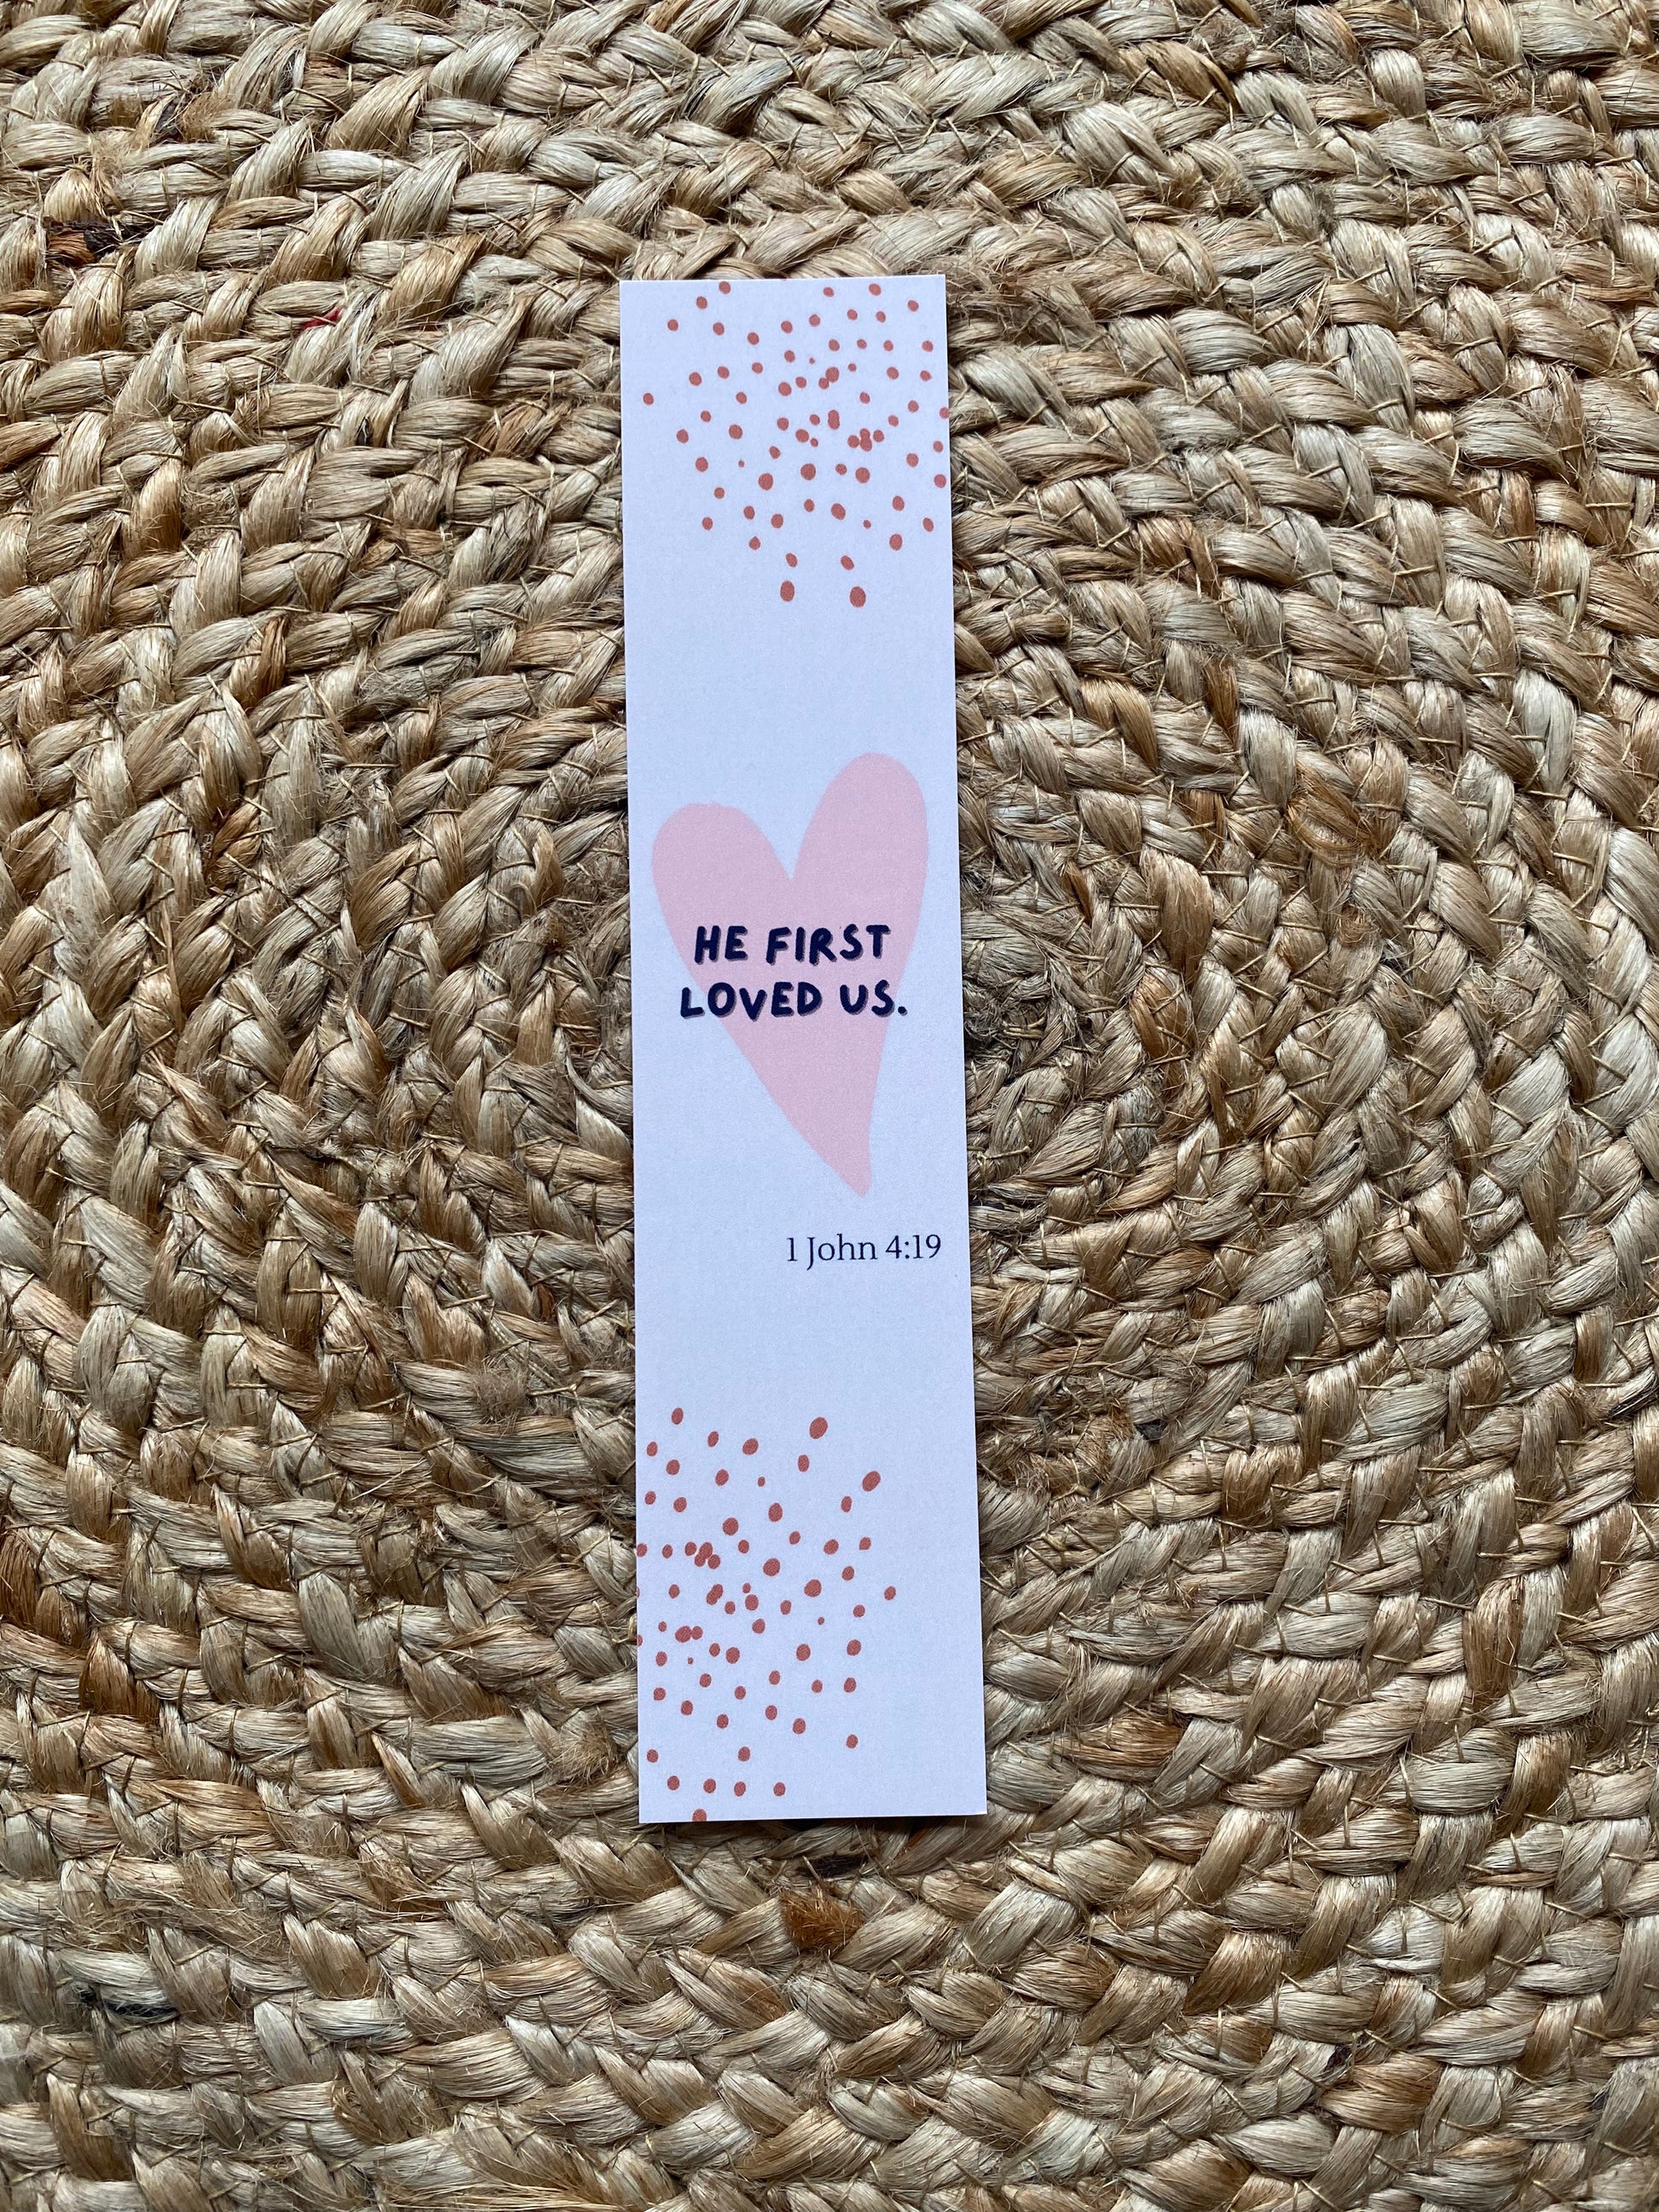 HE FIRST
LOVED US.
1 John 4:19